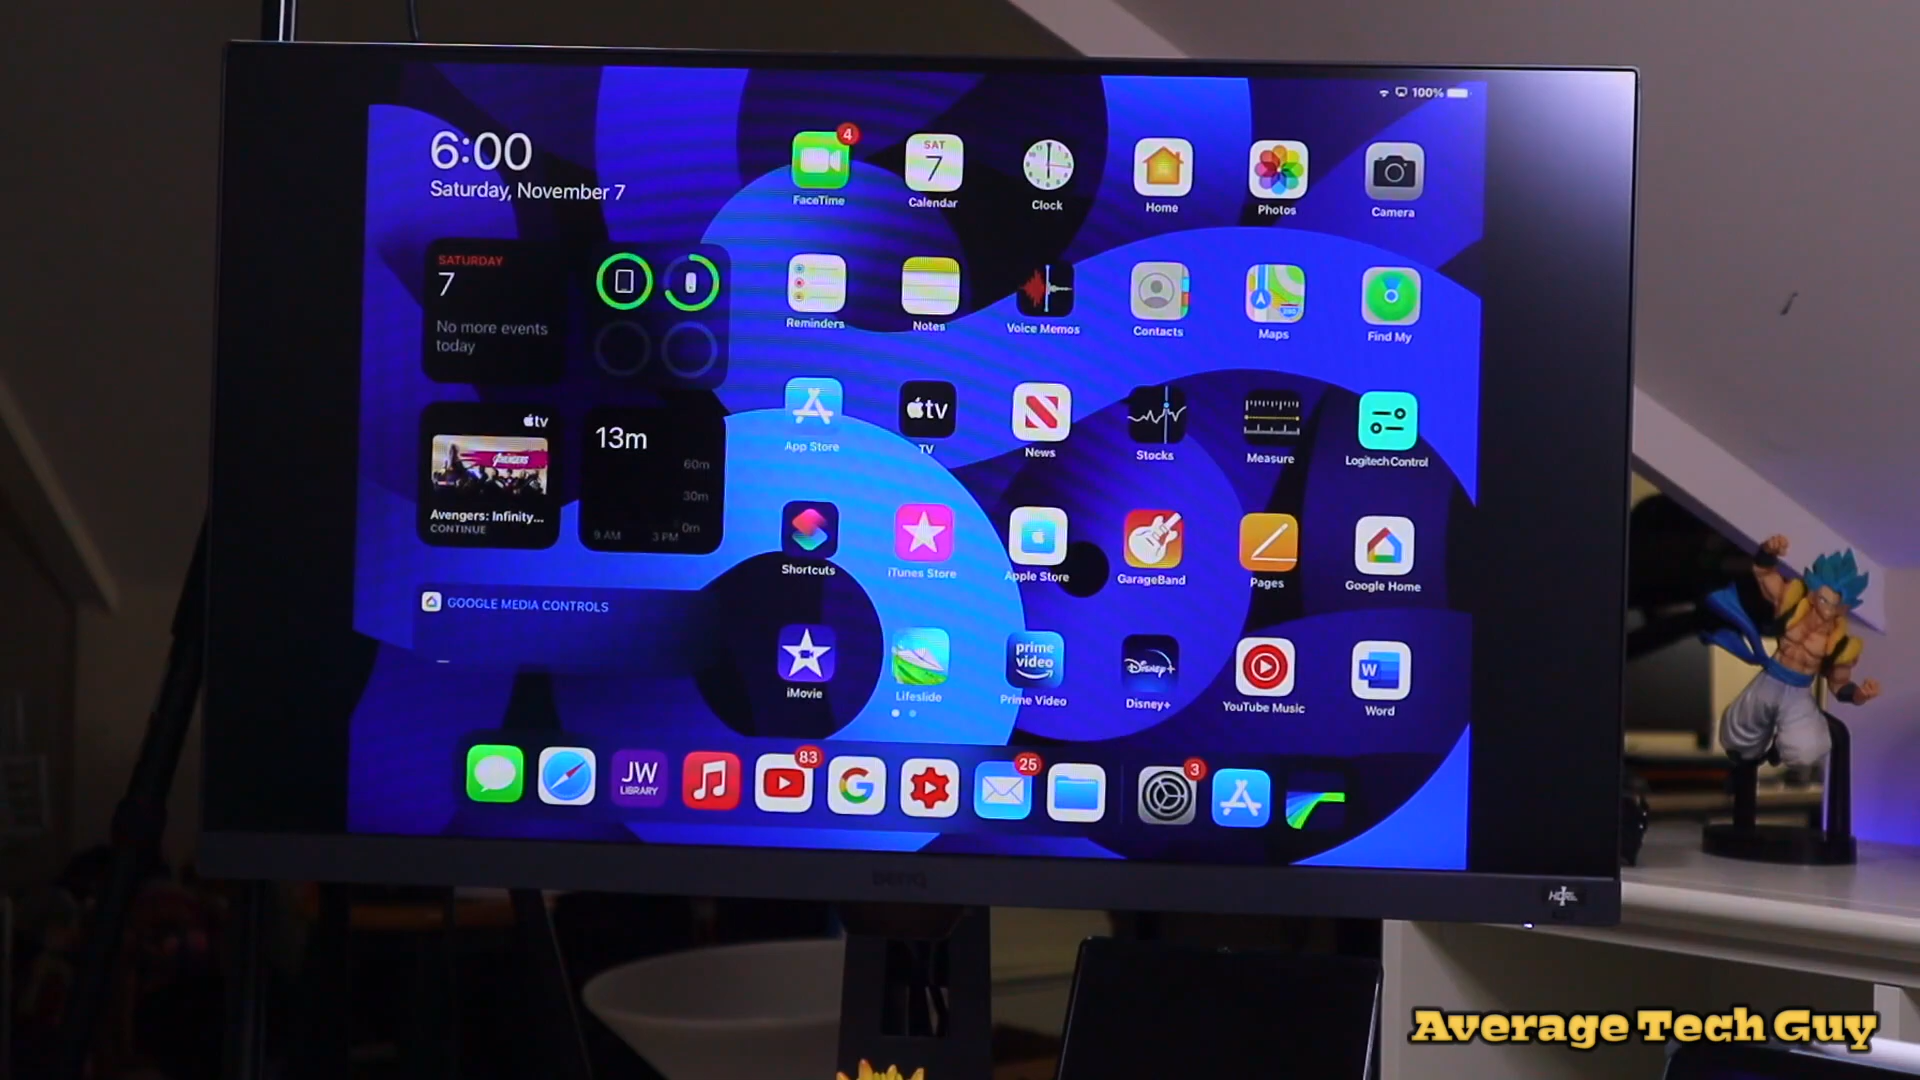 100%
6:00
Saturday, November 7
SATURDAY
7
No more events
today
tv
AVENGERS
Avengers: Infinity...
CONTINUE
13m
60m
30m
0m
9 AM 3 PM
GOOGLE MEDIA CONTROLS
4
SAT
7
FaceTime Calendar Clock Home Photos Camera
Reminders Notes Voice Memos Contacts Maps Find My
tv
App Store TV News Stocks Measure Logitech Control
Shortcuts iTunes Store Apple Store GarageBand Pages Google Home
prime
video
Disney+
W
iMovie Lifeslide Prime Video Disney+ YouTube Music Word
JW
LIBRARY
83
G
25
3
BenQ
Average Tech Guy